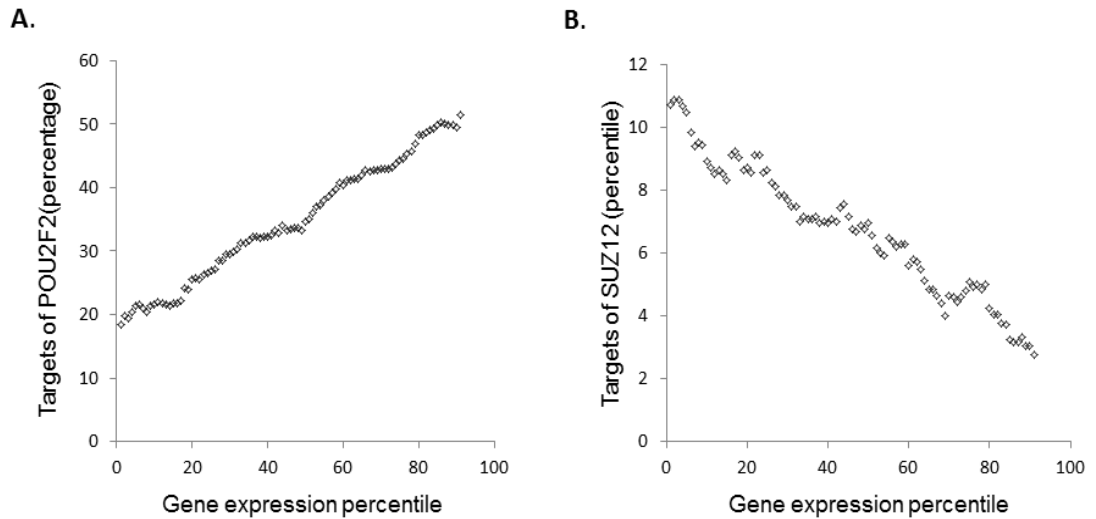 A.
60
50
40
30
20
10
0
Targets of POU2F2(percentage)
0 20 40 60 80 100
Gene expression percentile
B.
12
10
8
6
4
2
0
Targets of SUZ12 (percentile)
0 20 40 60 80 100
Gene expression percentile